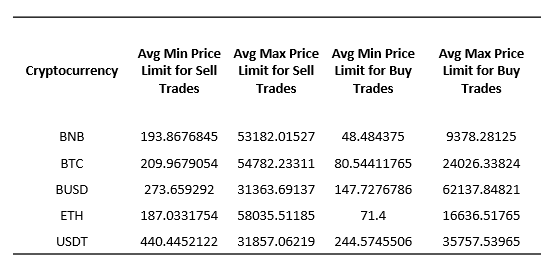 Cryptocurrency Avg Min Price Limit for Sell Trades Avg Max Price Limit for Sell Trades Avg Min Price Limit for Buy Trades Avg Max Price Limit for Buy Trades
BNB 193.8676845 53182.01527 48.484375 9378.28125
BTC 209.9679054 54782.23311 80.54411765 24026.33824
BUSD 273.659292 31363.69137 147.7276786 62137.84821
ETH 187.0331754 58035.51185 71.4 16636.51765
USDT 440.4452122 31857.06219 244.5745506 35757.53965